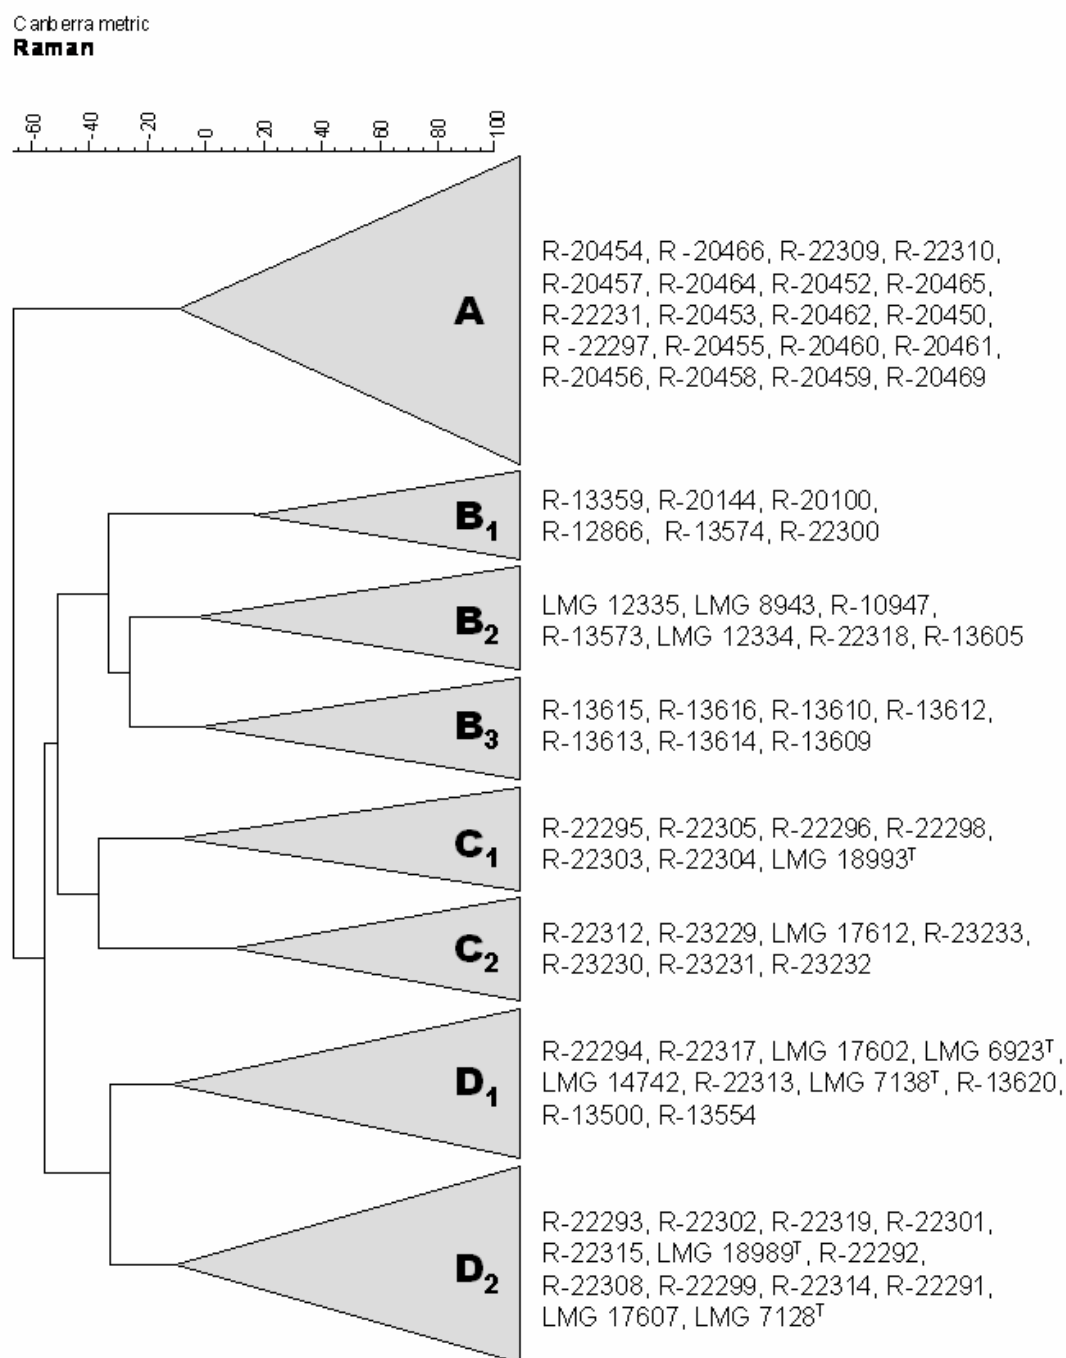 Canberra metric
Raman
-60 -40 -20 0 20 40 60 80 100
A
R-20454, R -20466, R-22309, R-22310,
R-20457, R-20464, R-20452, R-20465,
R-22231, R-20453, R-20462, R-20450,
R -22297, R-20455, R-20460, R-20461,
R-20456, R-20458, R-20459, R-20469
B₁
R-13359, R-20144, R-20100,
R-12866, R-13574, R-22300
B₂
LMG 12335, LMG 8943, R-10947,
R-13573, LMG 12334, R-22318, R-13605
B₃
R-13615, R-13616, R-13610, R-13612,
R-13613, R-13614, R-13609
C₁
R-22295, R-22305, R-22296, R-22298,
R-22303, R-22304, LMG 18993ᵀ
C₂
R-22312, R-23229, LMG 17612, R-23233,
R-23230, R-23231, R-23232
D₁
R-22294, R-22317, LMG 17602, LMG 6923ᵀ,
LMG 14742, R-22313, LMG 7138ᵀ, R-13620,
R-13500, R-13554
D₂
R-22293, R-22302, R-22319, R-22301,
R-22315, LMG 18989ᵀ, R-22292,
R-22308, R-22299, R-22314, R-22291,
LMG 17607, LMG 7128ᵀ